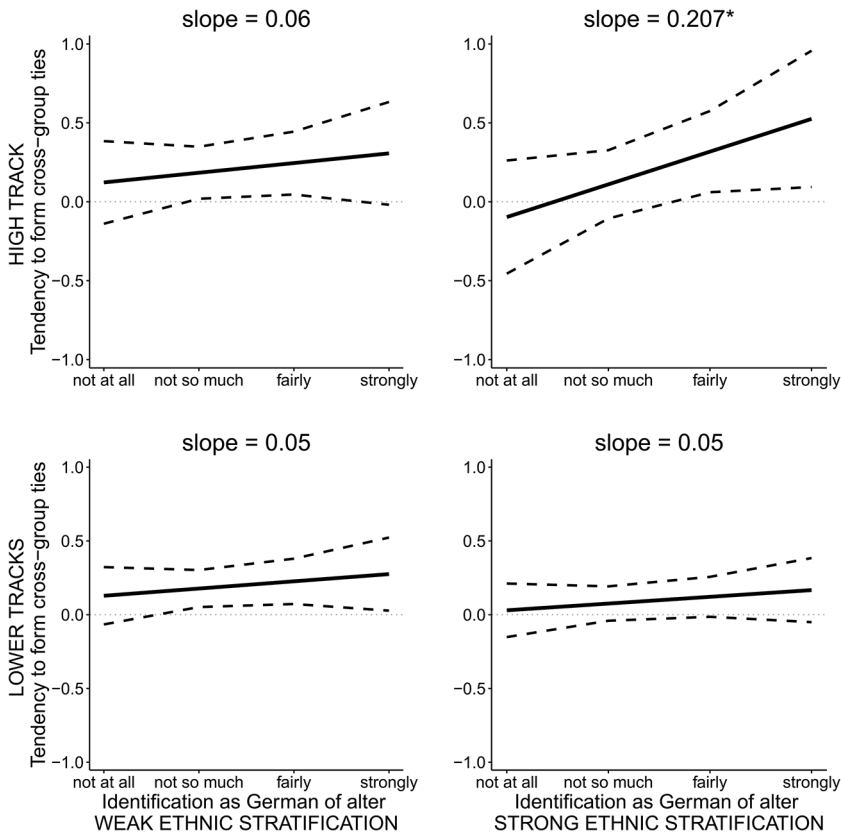 slope = 0.06
slope = 0.207*
HIGH TRACK
Tendency to form cross−group ties
1.0
0.5
0.0
−0.5
−1.0
not at all not so much fairly strongly
1.0
0.5
0.0
−0.5
−1.0
not at all not so much fairly strongly
slope = 0.05
slope = 0.05
LOWER TRACKS
Tendency to form cross−group ties
1.0
0.5
0.0
−0.5
−1.0
not at all not so much fairly strongly
Identification as German of alter
WEAK ETHNIC STRATIFICATION
1.0
0.5
0.0
−0.5
−1.0
not at all not so much fairly strongly
Identification as German of alter
STRONG ETHNIC STRATIFICATION